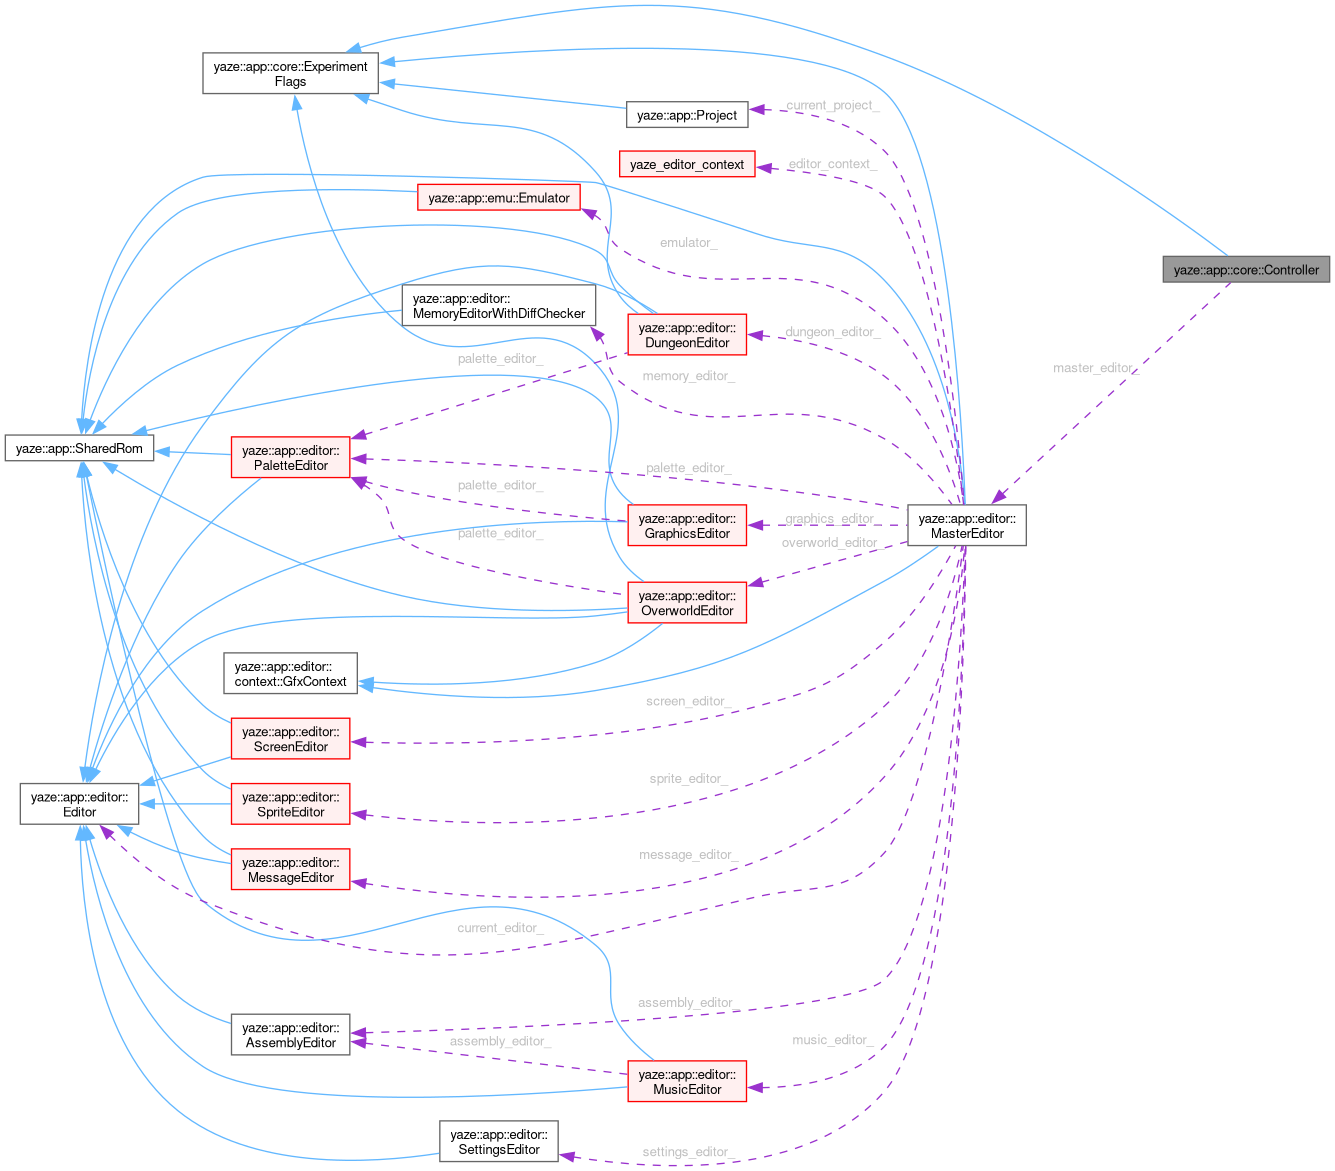 yaze::app::core::Experiment
Flags
yaze::app::Project
current_project_
yaze_editor_context
editor_context_
yaze::app::emu::Emulator
emulator_
yaze::app::core::Controller
yaze::app::editor::
MemoryEditorWithDiffChecker
yaze::app::editor::
DungeonEditor
dungeon_editor_
palette_editor_
memory_editor_
master_editor_
yaze::app::SharedRom
yaze::app::editor::
PaletteEditor
palette_editor_
palette_editor_
yaze::app::editor::
GraphicsEditor
graphics_editor_
yaze::app::editor::
MasterEditor
palette_editor_
overworld_editor_
yaze::app::editor::
OverworldEditor
yaze::app::editor::
context::GfxContext
screen_editor_
yaze::app::editor::
ScreenEditor
yaze::app::editor::
Editor
sprite_editor_
yaze::app::editor::
SpriteEditor
message_editor_
yaze::app::editor::
MessageEditor
current_editor_
assembly_editor_
yaze::app::editor::
AssemblyEditor
assembly_editor_
music_editor_
yaze::app::editor::
MusicEditor
yaze::app::editor::
SettingsEditor
settings_editor_